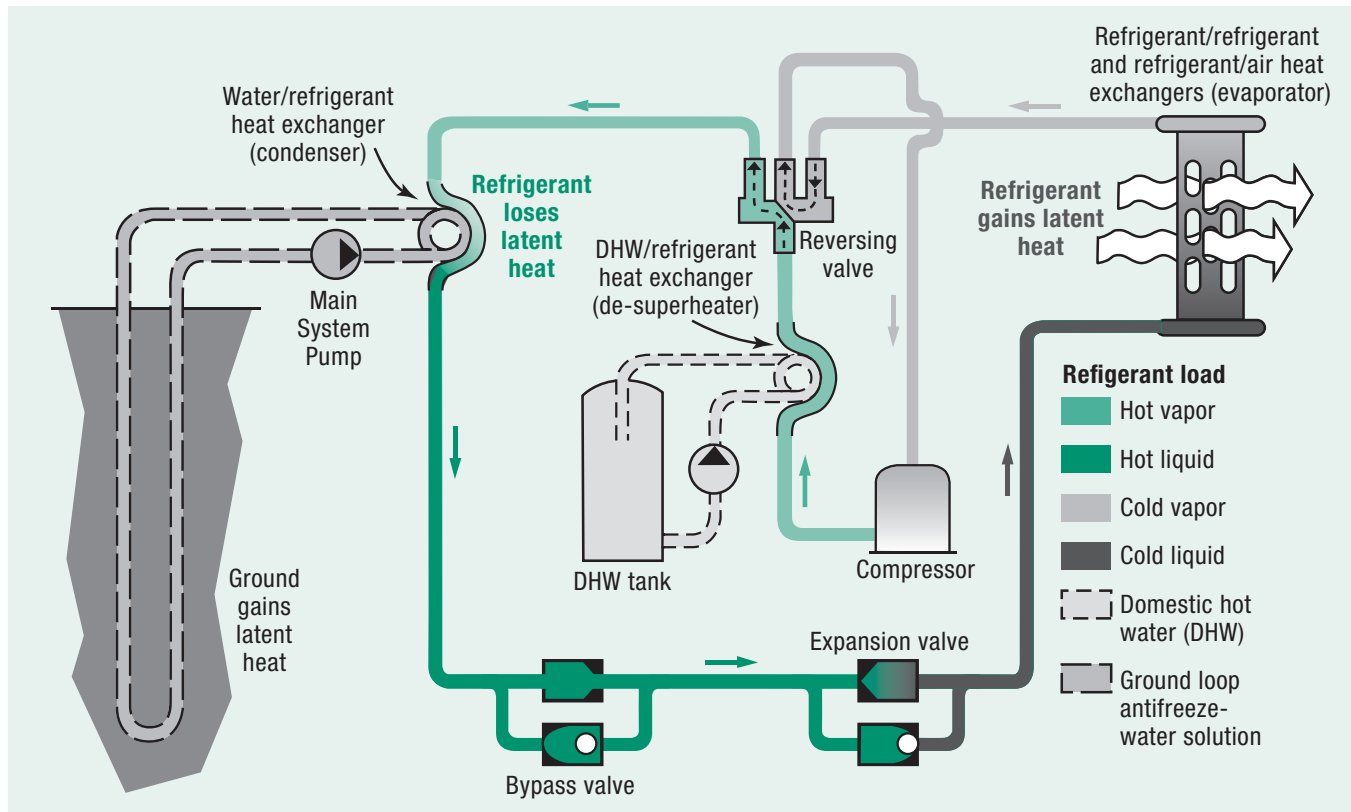 Water/refrigerant
heat exchanger
(condenser)
Refrigerant
loses
latent
heat
Main
System
Pump
Ground
gains
latent
heat
DHW/refrigerant
heat exchanger
(de-superheater)
Reversing
valve
DHW tank
Compressor
Bypass valve
Expansion valve
Refrigerant/refrigerant
and refrigerant/air heat
exchangers (evaporator)
Refrigerant
gains latent
heat
Refigerant load
Hot vapor
Hot liquid
Cold vapor
Cold liquid
Domestic hot
water (DHW)
Ground loop
antifreeze-
water solution